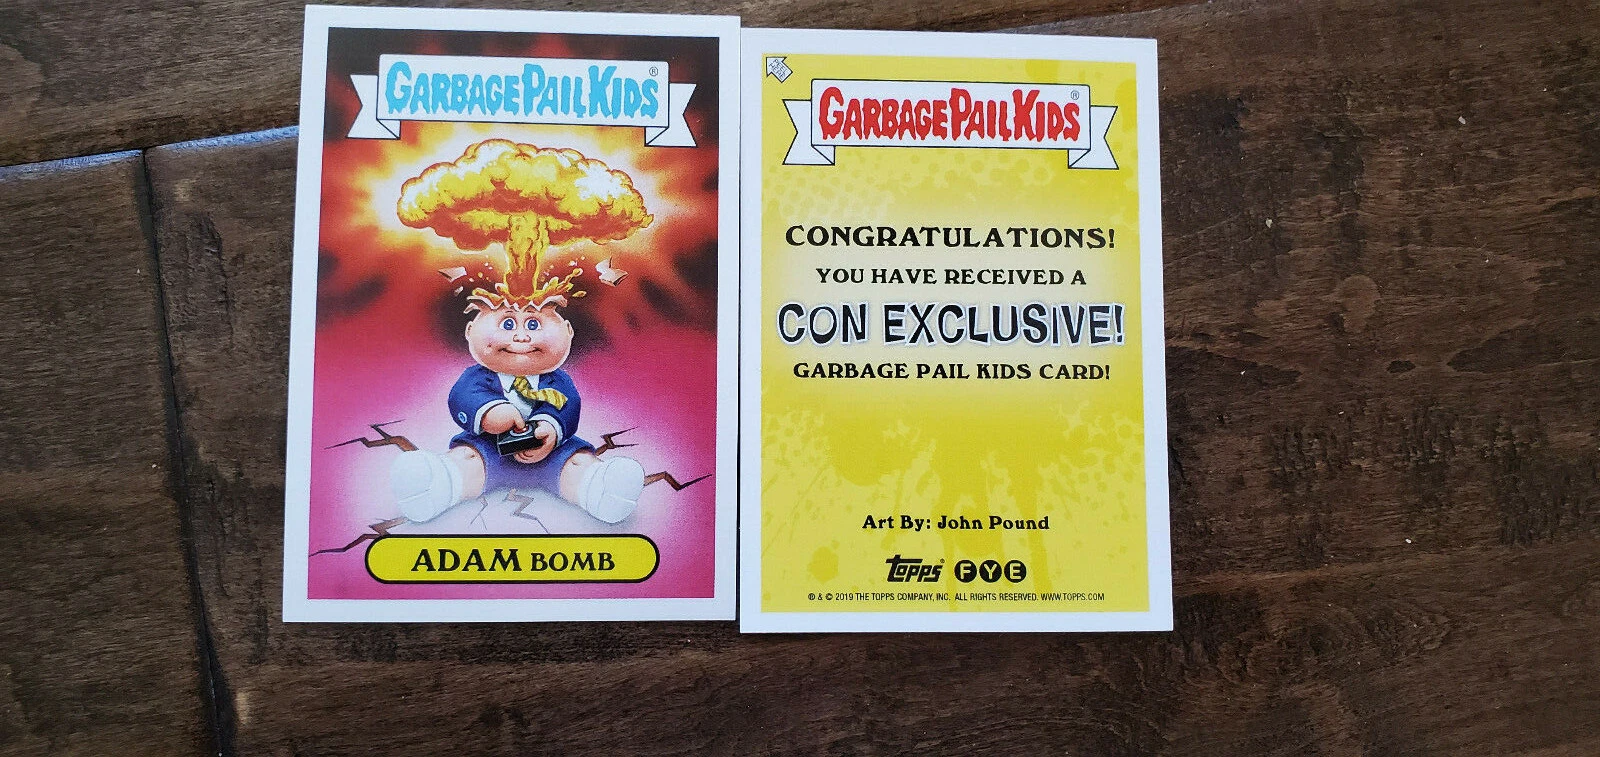 GARBAGE PAIL KIDS®
ADAM BOMB
GARBAGE PAIL KIDS®
CONGRATULATIONS!
YOU HAVE RECEIVED A
CON EXCLUSIVE!
GARBAGE PAIL KIDS CARD!
Art By: John Pound
topps® FYE
® & © 2019 THE TOPPS COMPANY, INC. ALL RIGHTS RESERVED. WWW.TOPPS.COM